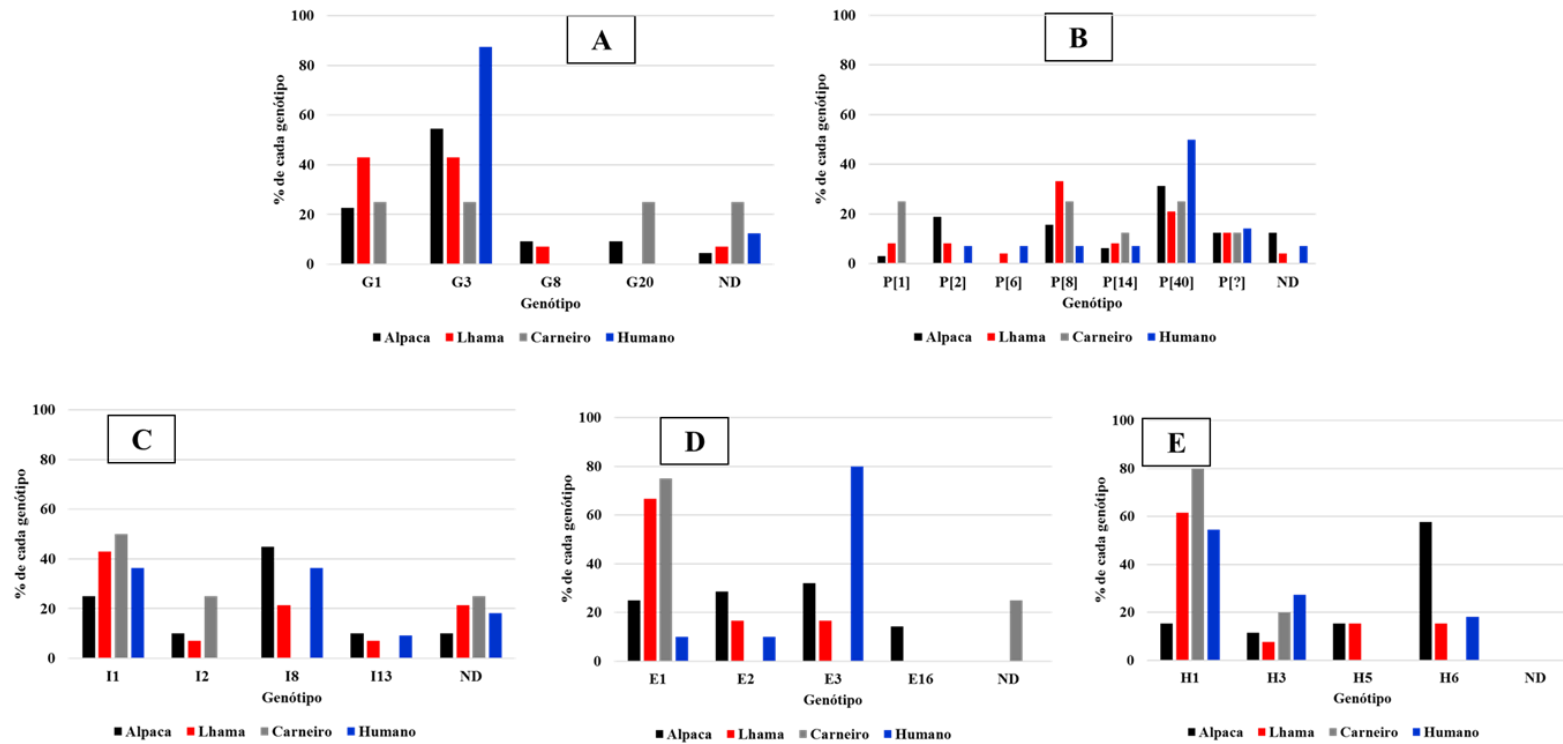 A
% de cada genótipo
100
80
60
40
20
0
G1 G3 G8 G20 ND
Genótipo
Alpaca Lhama Carneiro Humano
B
% de cada genótipo
100
80
60
40
20
0
P[1] P[2] P[6] P[8] P[14] P[40] P[?] ND
Genótipo
Alpaca Lhama Carneiro Humano
C
% de cada genótipo
100
80
60
40
20
0
I1 I2 I8 I13 ND
Genótipo
Alpaca Lhama Carneiro Humano
D
% de cada genótipo
100
80
60
40
20
0
E1 E2 E3 E16 ND
Genótipo
Alpaca Lhama Carneiro Humano
E
% de cada genótipo
100
80
60
40
20
0
H1 H3 H5 H6 ND
Genótipo
Alpaca Lhama Carneiro Humano